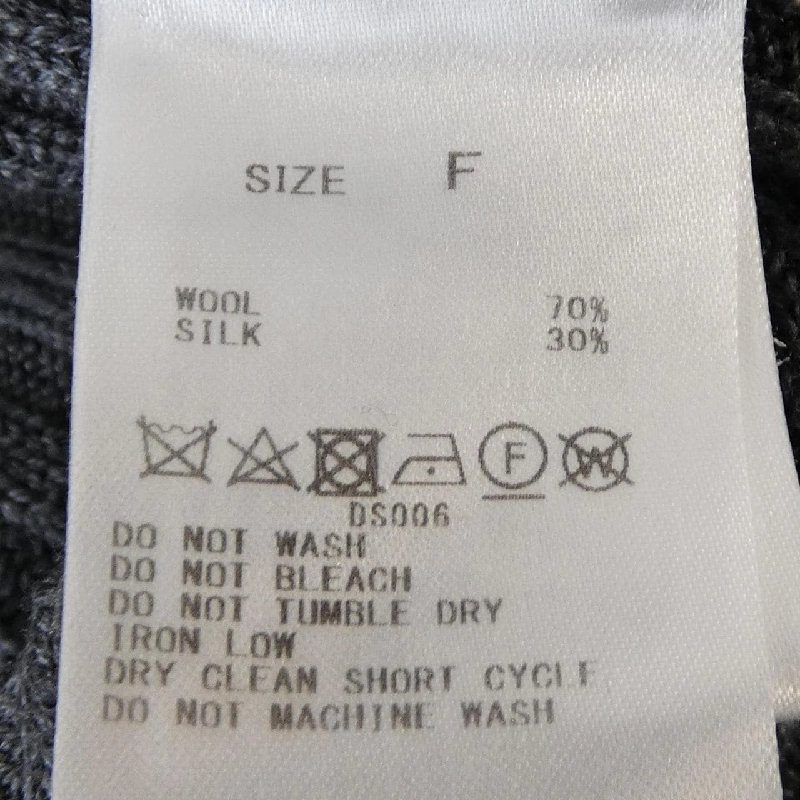 SIZE F
WOOL 70%
SILK 30%
F W
DS006
DO NOT WASH
DO NOT BLEACH
DO NOT TUMBLE DRY
IRON LOW
DRY CLEAN SHORT CYCLE
DO NOT MACHINE WASH